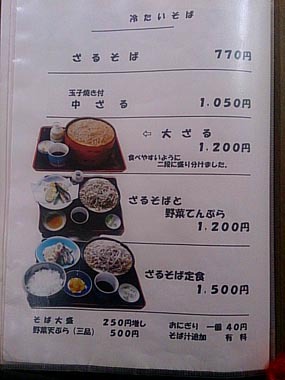 冷たいそば
ざるそば 770円
玉子焼き付
中ざる 1,050円
⇦ 大ざる
1,200円
食べやすいように
二段に盛り分けました。
ざるそばと
野菜てんぷら
1,200円
ざるそば定食
1,500円
そば大盛 250円増し
野菜天ぷら(三品) 500円
おにぎり 一個 40円
そば汁追加 有料